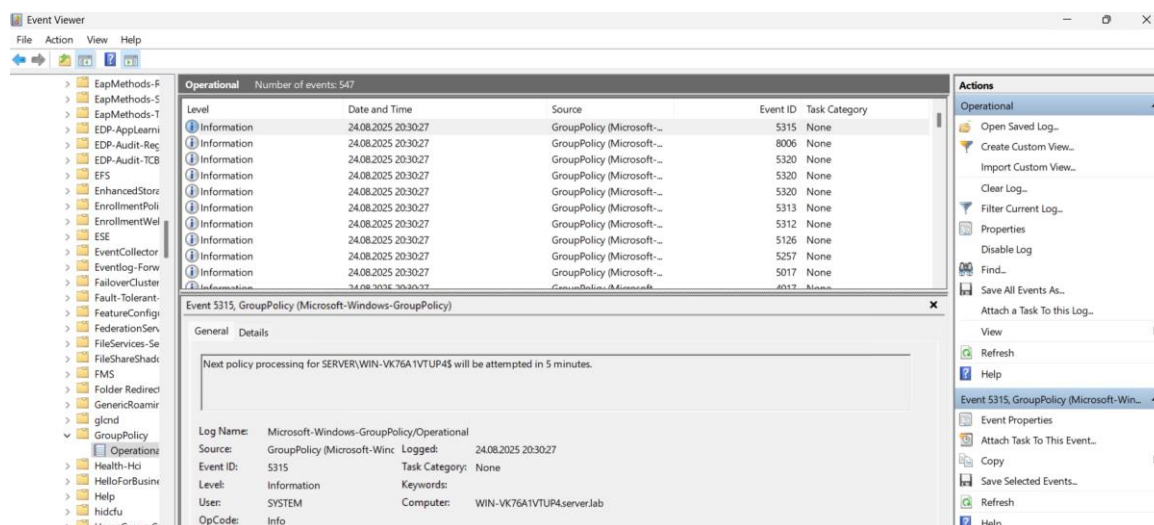 Event Viewer
File Action View Help
EapMethods-R
EapMethods-S
EapMethods-T
EDP-AppLearni
EDP-Audit-Reg
EDP-Audit-TCB
EFS
EnhancedStora
EnrollmentPoli
EnrollmentWel
ESE
EventCollector
Eventlog-Forw
FailoverCluster
Fault-Tolerant-
FeatureConfigu
FederationServ
FileServices-Se
FileShareShado
FMS
Folder Redirect
GenericRoamir
glcnd
GroupPolicy
Operationa
Health-Hci
HelloForBusine
Help
hidcfu
Operational Number of events: 547
Level Date and Time Source Event ID Task Category
Information 24.08.2025 20:30:27 GroupPolicy (Microsoft-... 5315 None
Information 24.08.2025 20:30:27 GroupPolicy (Microsoft-... 8006 None
Information 24.08.2025 20:30:27 GroupPolicy (Microsoft-... 5320 None
Information 24.08.2025 20:30:27 GroupPolicy (Microsoft-... 5320 None
Information 24.08.2025 20:30:27 GroupPolicy (Microsoft-... 5320 None
Information 24.08.2025 20:30:27 GroupPolicy (Microsoft-... 5313 None
Information 24.08.2025 20:30:27 GroupPolicy (Microsoft-... 5312 None
Information 24.08.2025 20:30:27 GroupPolicy (Microsoft-... 5126 None
Information 24.08.2025 20:30:27 GroupPolicy (Microsoft-... 5257 None
Information 24.08.2025 20:30:27 GroupPolicy (Microsoft-... 5017 None
Information 24.08.2025 20:30:27 GroupPolicy (Microsoft 4017 None
Event 5315, GroupPolicy (Microsoft-Windows-GroupPolicy)
General Details
Next policy processing for SERVER\WIN-VK76A1VTUP4$ will be attempted in 5 minutes.
Log Name: Microsoft-Windows-GroupPolicy/Operational
Source: GroupPolicy (Microsoft-Winc Logged: 24.08.2025 20:30:27
Event ID: 5315 Task Category: None
Level: Information Keywords:
User: SYSTEM Computer: WIN-VK76A1VTUP4.server.lab
OpCode: Info
Actions
Operational
Open Saved Log...
Create Custom View...
Import Custom View...
Clear Log...
Filter Current Log...
Properties
Disable Log
Find...
Save All Events As...
Attach a Task To this Log...
View
Refresh
Help
Event 5315, GroupPolicy (Microsoft-Win...
Event Properties
Attach Task To This Event...
Copy
Save Selected Events...
Refresh
Help